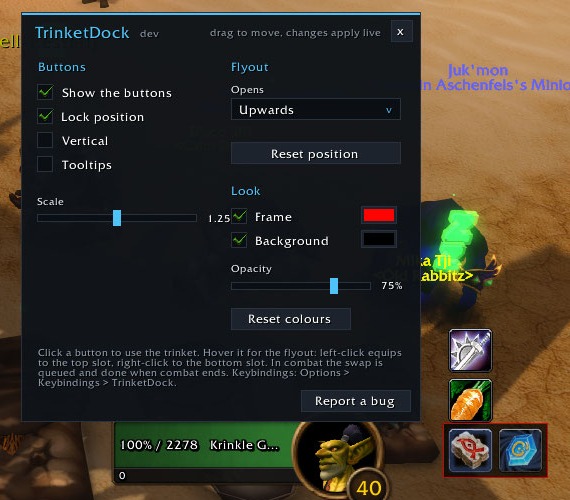 TrinketDock dev drag to move, changes apply live x
Buttons
Show the buttons
Lock position
Vertical
Tooltips
Scale
1.25
Flyout
Opens
Upwards v
Reset position
Look
Frame
Background
Opacity
75%
Reset colours
Click a button to use the trinket. Hover it for the flyout: left-click equips
to the top slot, right-click to the bottom slot. In combat the swap is
queued and done when combat ends. Keybindings: Options >
Keybindings > TrinketDock.
Report a bug
Juk'mon
Aschenfels's Minio
abbitz>
100% / 2278 Krinkle G...
0
40